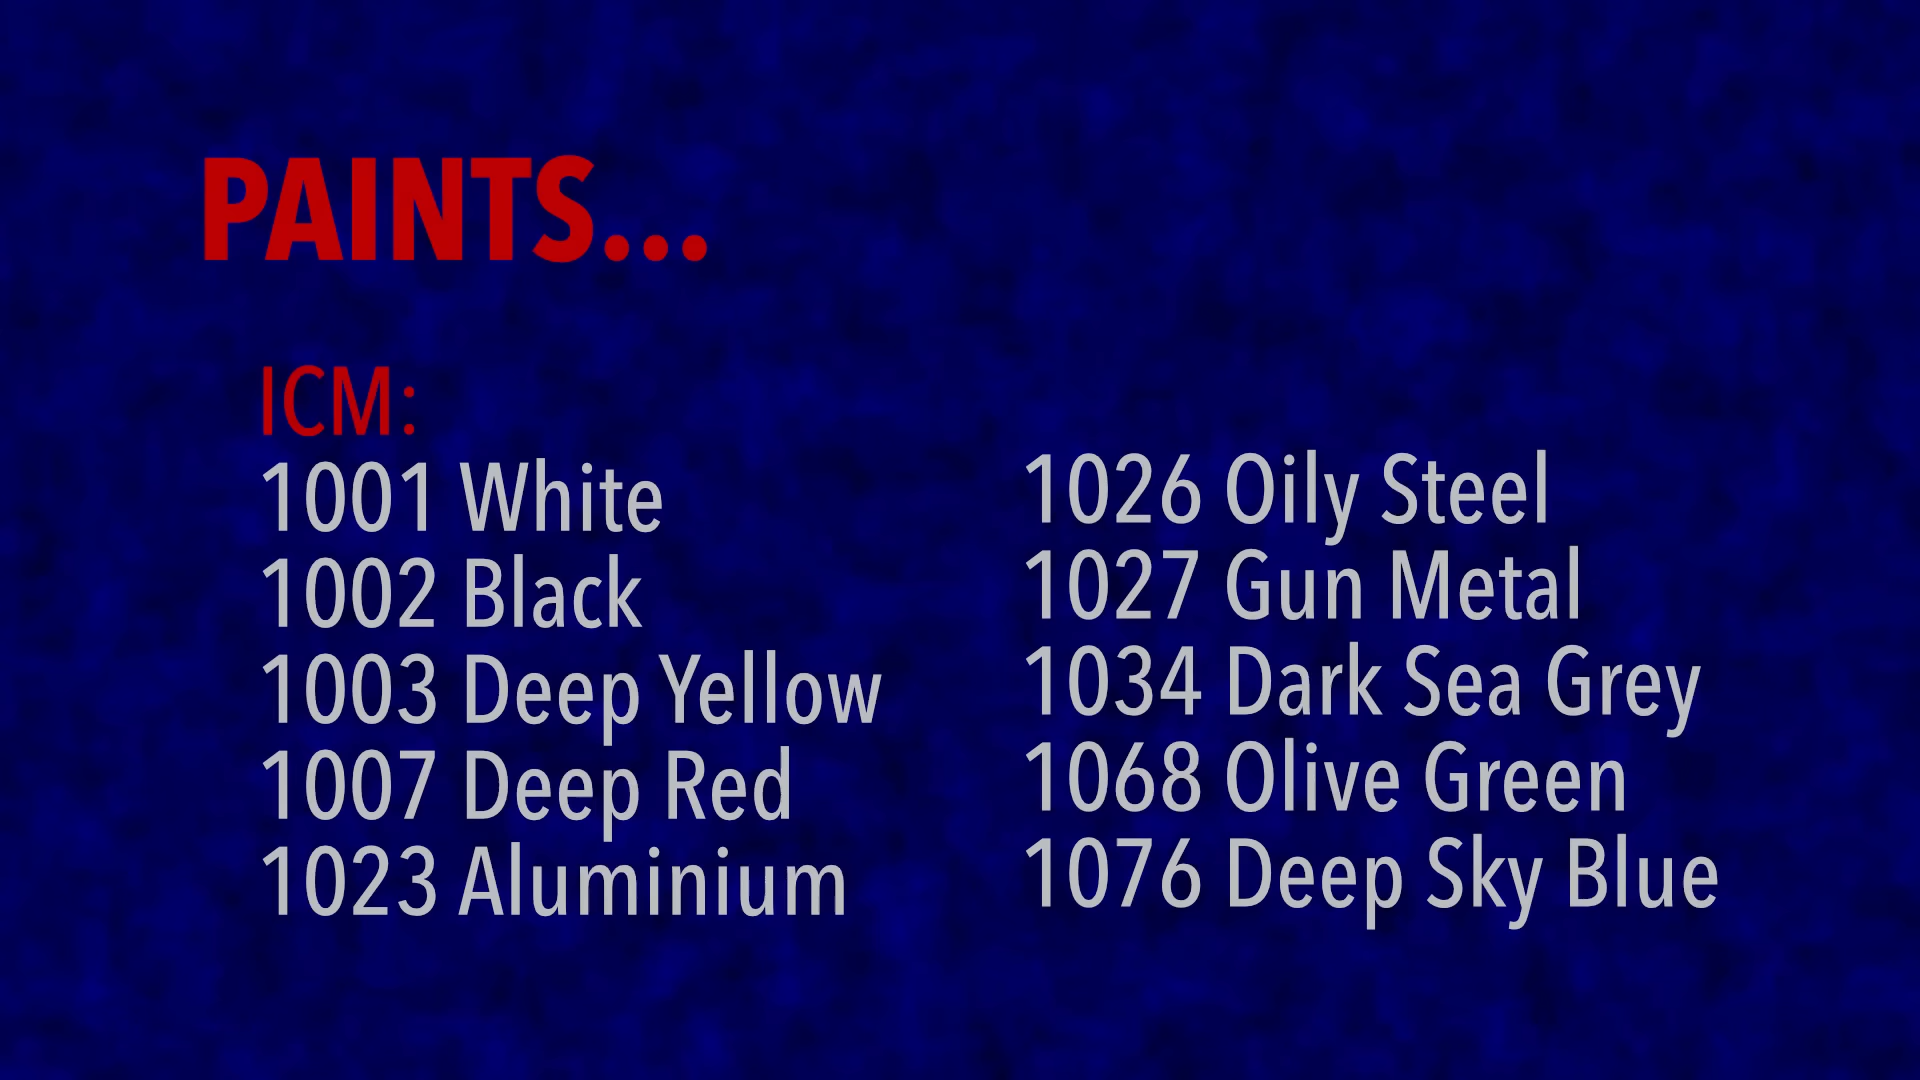 PAINTS...
ICM:
1001 White
1002 Black
1003 Deep Yellow
1007 Deep Red
1023 Aluminium
1026 Oily Steel
1027 Gun Metal
1034 Dark Sea Grey
1068 Olive Green
1076 Deep Sky Blue